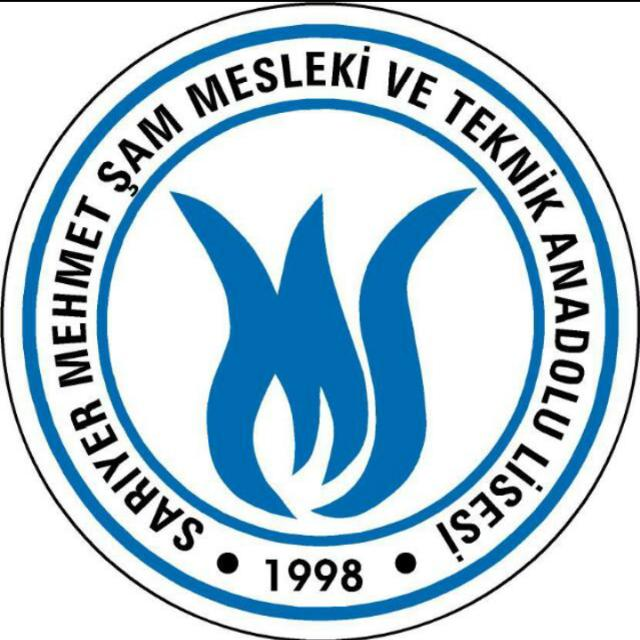 SARIYER MEHMET ŞAM MESLEKİ VE TEKNİK ANADOLU LİSESİ
• 1998 •